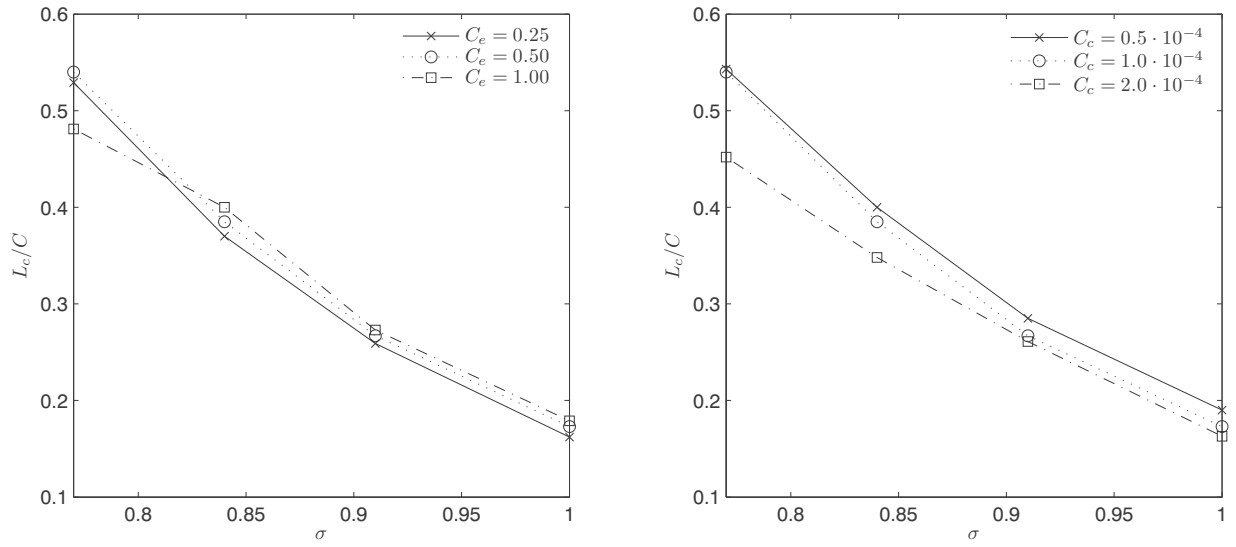 0.6
0.5
0.4
0.3
0.2
0.1
L_c/C
0.8
0.85
0.9
0.95
1
σ
C_e = 0.25
C_e = 0.50
C_e = 1.00
0.6
0.5
0.4
0.3
0.2
0.1
L_c/C
0.8
0.85
0.9
0.95
1
σ
C_c = 0.5 · 10⁻⁴
C_c = 1.0 · 10⁻⁴
C_c = 2.0 · 10⁻⁴